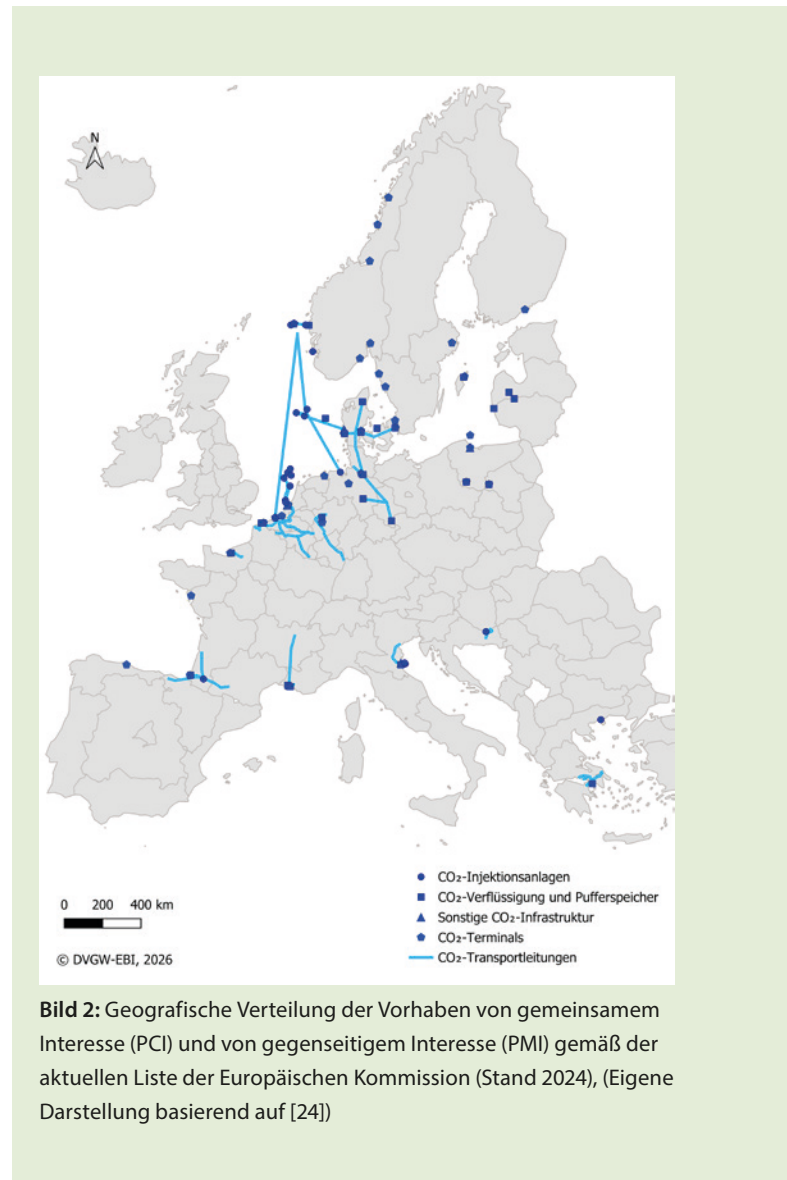 N
CO₂-Injektionsanlagen
CO₂-Verflüssigung und Pufferspeicher
Sonstige CO₂-Infrastruktur
CO₂-Terminals
CO₂-Transportleitungen
0 200 400 km
© DVGW-EBI, 2026
Bild 2: Geografische Verteilung der Vorhaben von gemeinsamem
Interesse (PCI) und von gegenseitigem Interesse (PMI) gemäß der
aktuellen Liste der Europäischen Kommission (Stand 2024), (Eigene
Darstellung basierend auf [24])